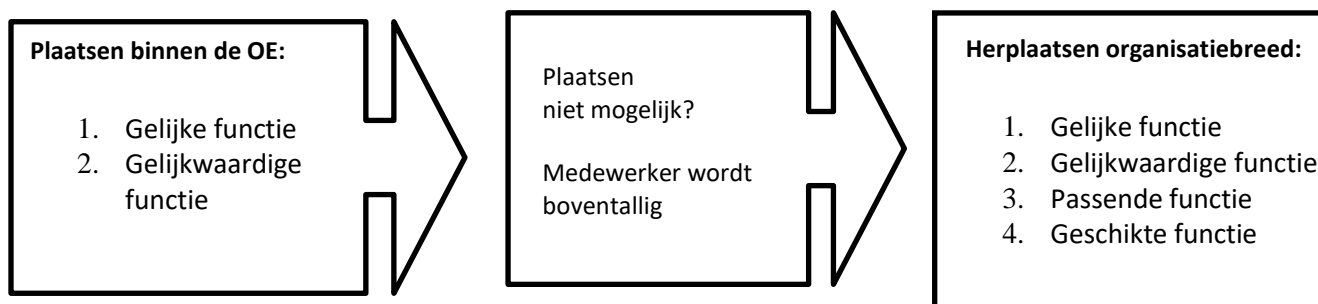 Plaatsen binnen de OE:
1. Gelijke functie
2. Gelijkwaardige
functie
Plaatsen
niet mogelijk?
Medewerker wordt
boventallig
Herplaatsen organisatiebreed:
1. Gelijke functie
2. Gelijkwaardige functie
3. Passende functie
4. Geschikte functie